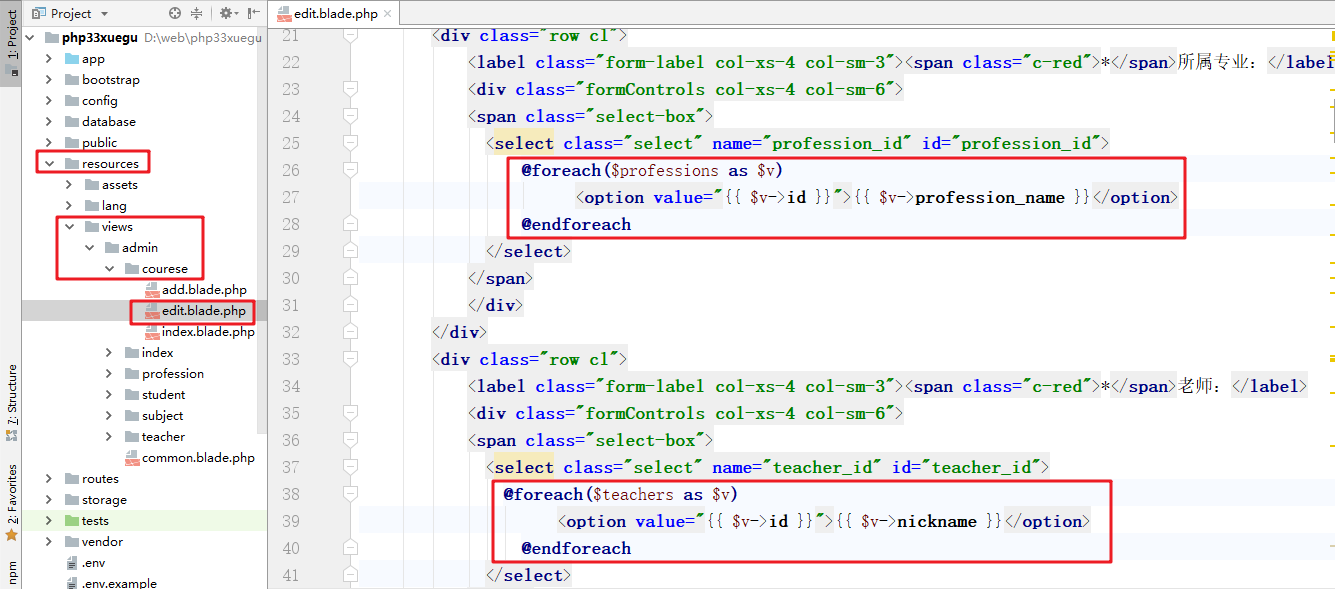 Project
edit.blade.php
1: Project
php33xuegu D:\web\php33xuegu
app
bootstrap
config
database
public
resources
assets
lang
views
admin
courese
add.blade.php
edit.blade.php
index.blade.php
index
profession
student
subject
teacher
common.blade.php
routes
storage
tests
vendor
.env
.env.example
7: Structure
2: Favorites
npm
21 <div class="row cl">
22 <label class="form-label col-xs-4 col-sm-3"><span class="c-red">*</span>所属专业：</label
23 <div class="formControls col-xs-4 col-sm-6">
24 <span class="select-box">
25 <select class="select" name="profession_id" id="profession_id">
26 @foreach($professions as $v)
27 <option value="{{ $v->id }}">{{ $v->profession_name }}</option>
28 @endforeach
29 </select>
30 </span>
31 </div>
32 </div>
33 <div class="row cl">
34 <label class="form-label col-xs-4 col-sm-3"><span class="c-red">*</span>老师：</label>
35 <div class="formControls col-xs-4 col-sm-6">
36 <span class="select-box">
37 <select class="select" name="teacher_id" id="teacher_id">
38 @foreach($teachers as $v)
39 <option value="{{ $v->id }}">{{ $v->nickname }}</option>
40 @endforeach
41 </select>